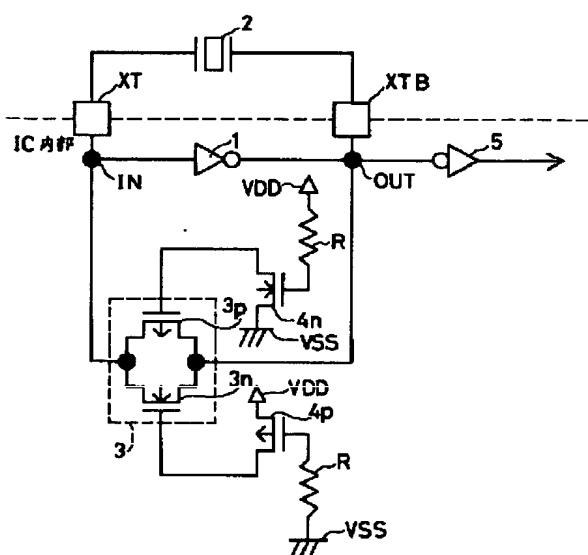 2
XT
XTB
IC内部
1
5
IN
OUT
VDD
R
3p
4n
VSS
3n
VDD
4p
3
R
VSS